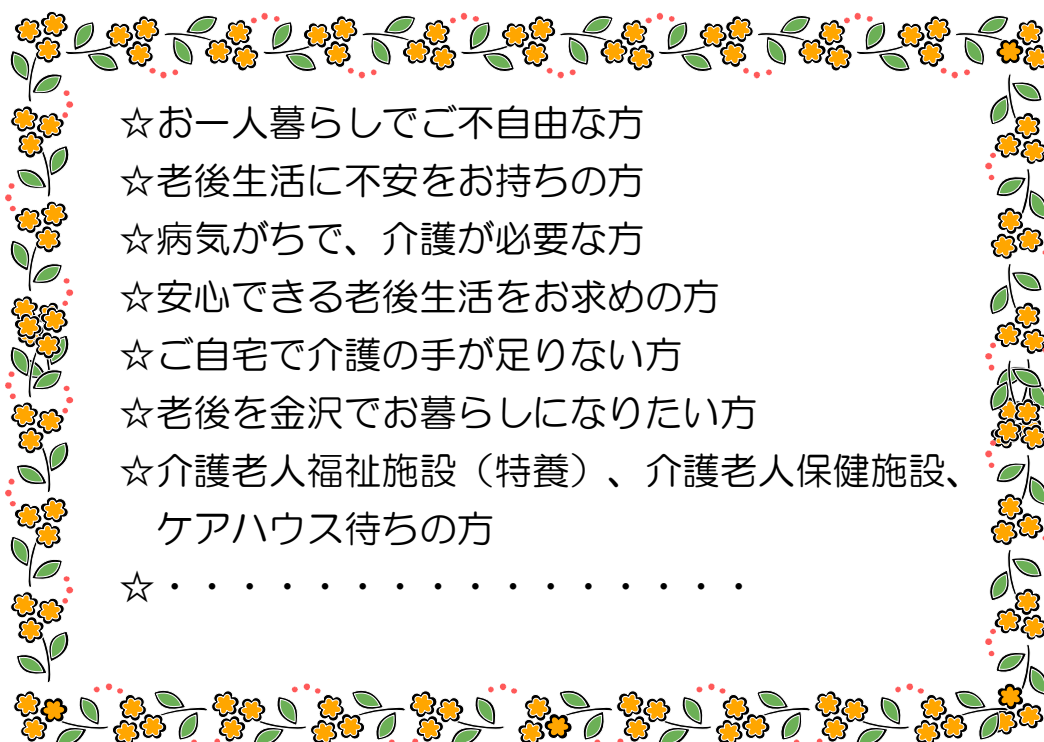 ☆お一人暮らしでご不自由な方
☆老後生活に不安をお持ちの方
☆病気がちで、介護が必要な方
☆安心できる老後生活をお求めの方
☆ご自宅で介護の手が足りない方
☆老後を金沢でお暮らしになりたい方
☆介護老人福祉施設（特養）、介護老人保健施設、
ケアハウス待ちの方
☆・・・・・・・・・・・・・・・・